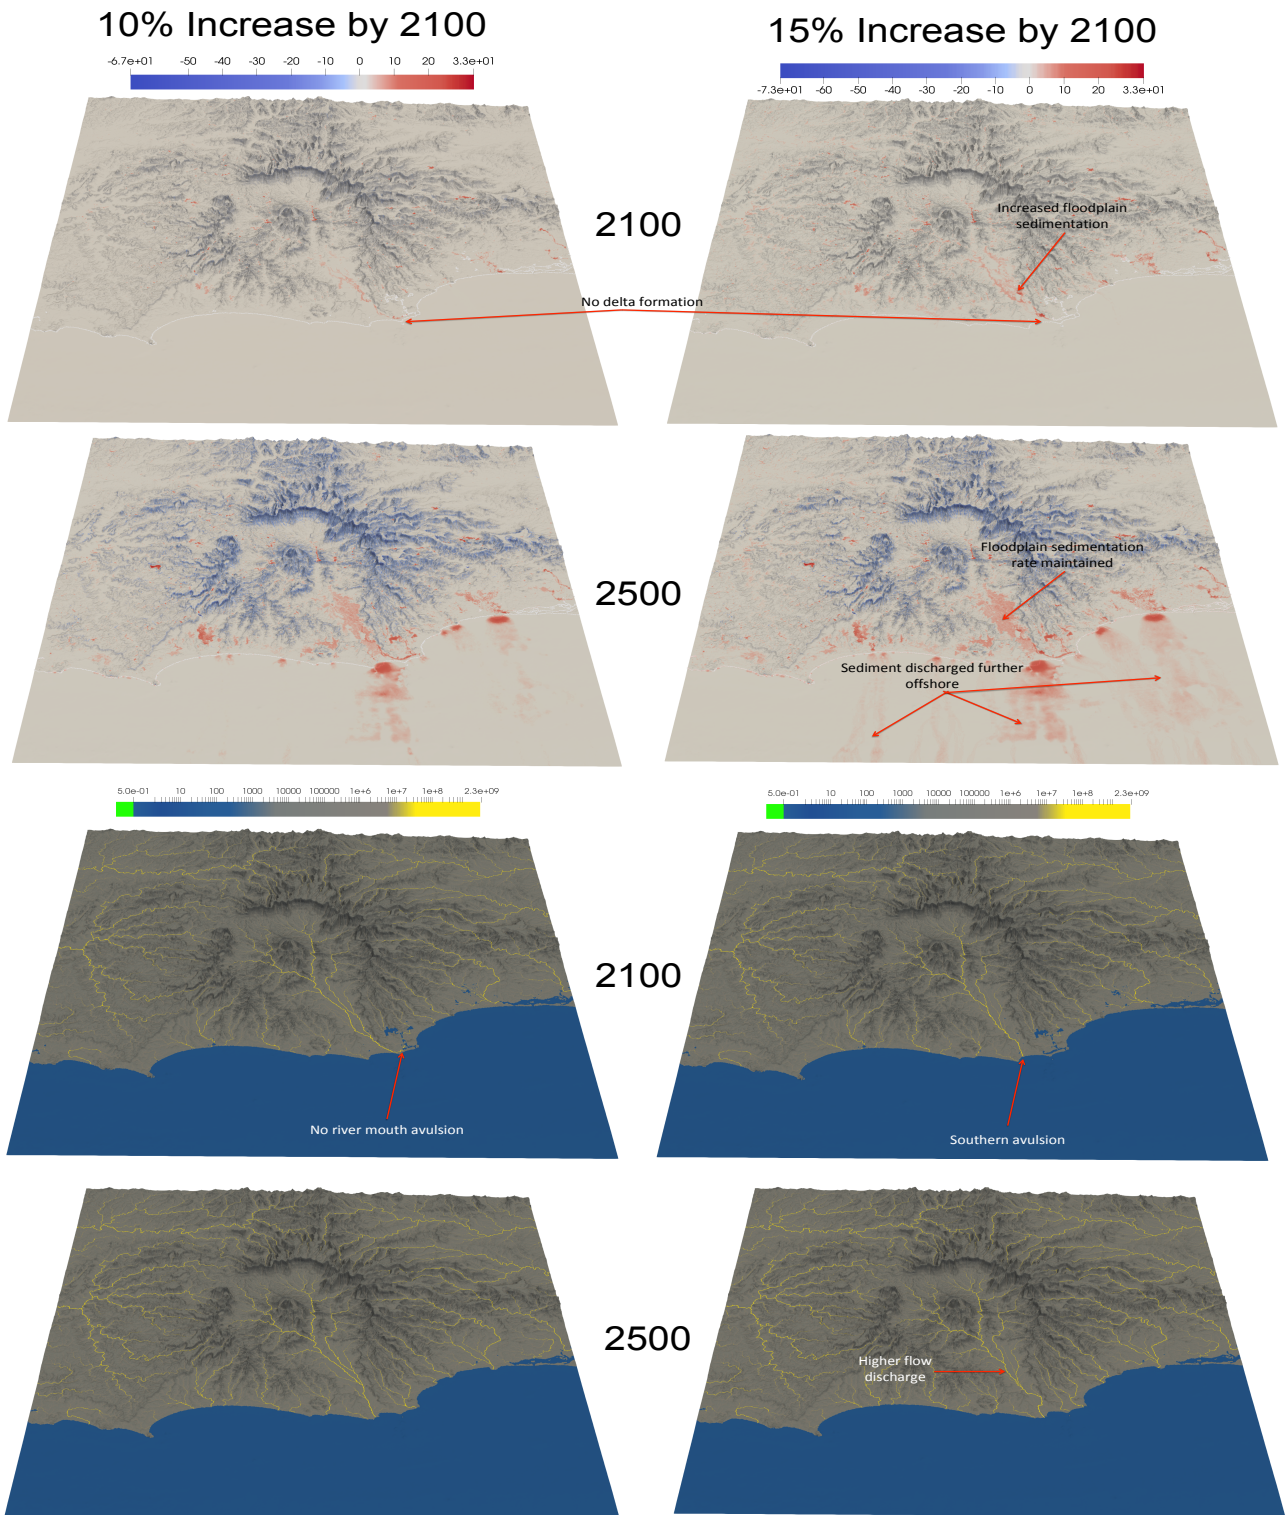 10% Increase by 2100
15% Increase by 2100
-6.7e+01 -50 -40 -30 -20 -10 0 10 20 3.3e+01
-7.3e+01 -60 -50 -40 -30 -20 -10 0 10 20 3.3e+01
2100
Increased floodplain
sedimentation
No delta formation
2500
Floodplain sedimentation
rate maintained
Sediment discharged further
offshore
5.0e-01 10 100 1000 10000 100000 1e+6 1e+7 1e+8 2.3e+09
5.0e-01 10 100 1000 10000 100000 1e+6 1e+7 1e+8 2.3e+09
2100
No river mouth avulsion
Southern avulsion
2500
Higher flow
discharge